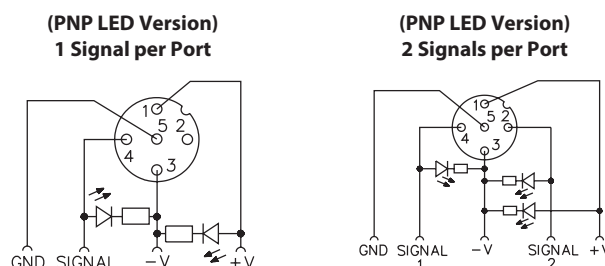 (PNP LED Version)
1 Signal per Port
1
5 2
4
3
GND SIGNAL –V +V
(PNP LED Version)
2 Signals per Port
1
5 2
4
3
GND SIGNAL 1 –V SIGNAL 2 +V